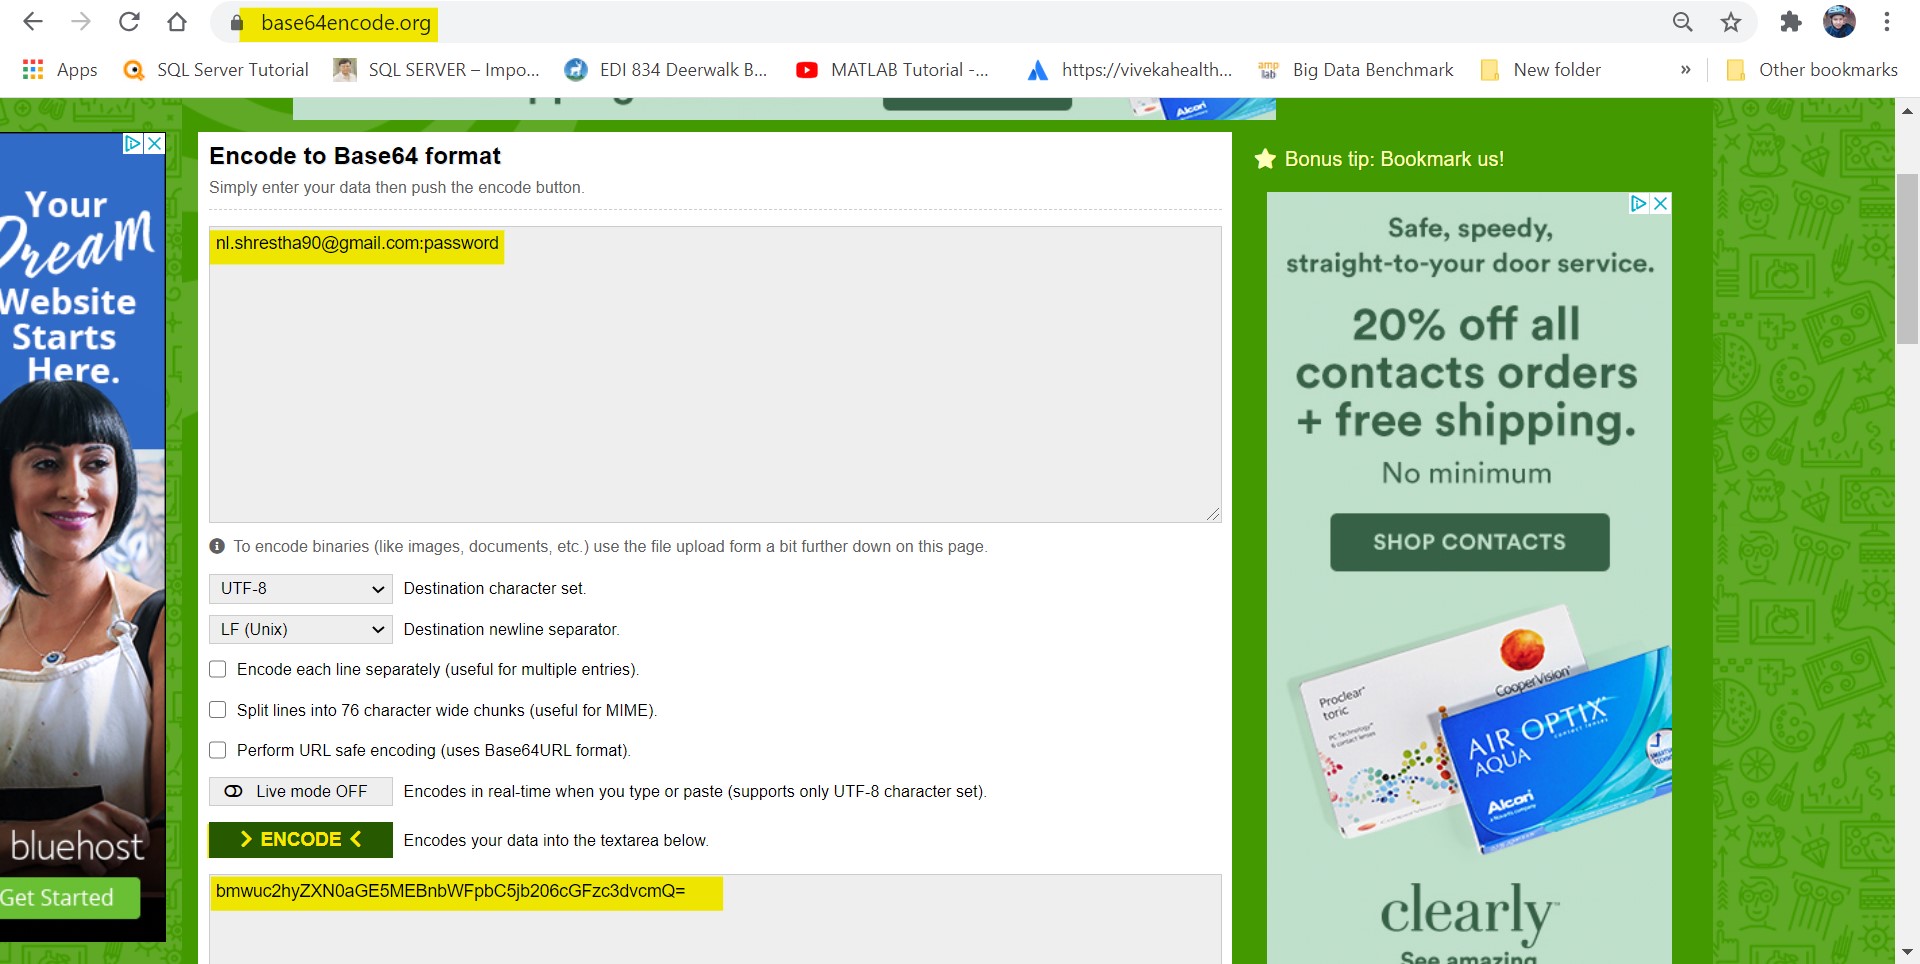 base64encode.org
Apps
SQL Server Tutorial
SQL SERVER – Impo...
EDI 834 Deerwalk B...
MATLAB Tutorial -...
https://vivekahealth...
amp lab
Big Data Benchmark
New folder
»
Other bookmarks
Alcon
Your
Dream
Website
Starts
Here.
bluehost
Get Started
Encode to Base64 format
Simply enter your data then push the encode button.
nl.shrestha90@gmail.com:password
To encode binaries (like images, documents, etc.) use the file upload form a bit further down on this page.
UTF-8 Destination character set.
LF (Unix) Destination newline separator.
Encode each line separately (useful for multiple entries).
Split lines into 76 character wide chunks (useful for MIME).
Perform URL safe encoding (uses Base64URL format).
Live mode OFF Encodes in real-time when you type or paste (supports only UTF-8 character set).
> ENCODE < Encodes your data into the textarea below.
bmwuc2hyZXN0aGE5MEBnbWFpbC5jb206cGFzc3dvcmQ=
Bonus tip: Bookmark us!
Safe, speedy,
straight-to-your door service.
20% off all
contacts orders
+ free shipping.
No minimum
SHOP CONTACTS
Proclear
toric
CooperVision
AIR OPTIX
AQUA
Alcon
clearly
See amazing